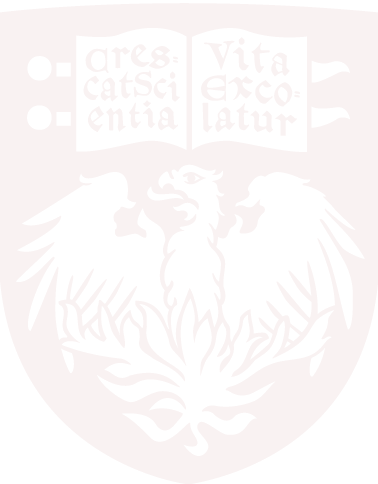 Cres-
catSci
entia
Vita
Exco-
latur